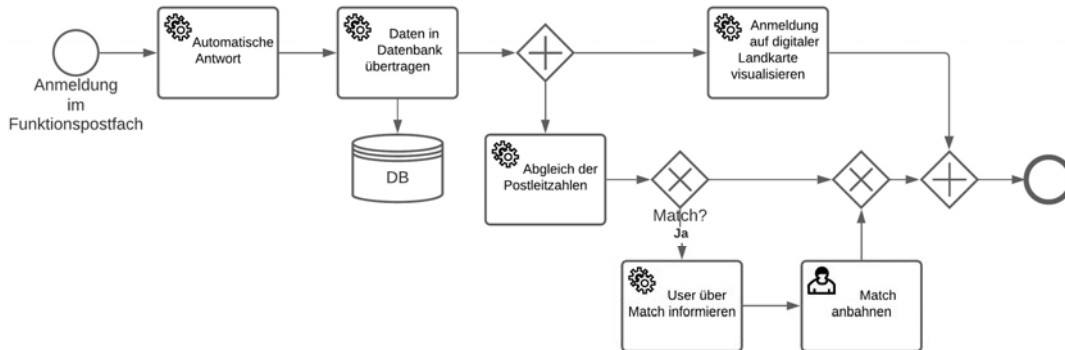 Anmeldung
im
Funktionspostfach
Automatische
Antwort
Daten in
Datenbank
übertragen
DB
Anmeldung
auf digitaler
Landkarte
visualisieren
Abgleich der
Postleitzahlen
Match?
Ja
User über
Match informieren
Match
anbahnen